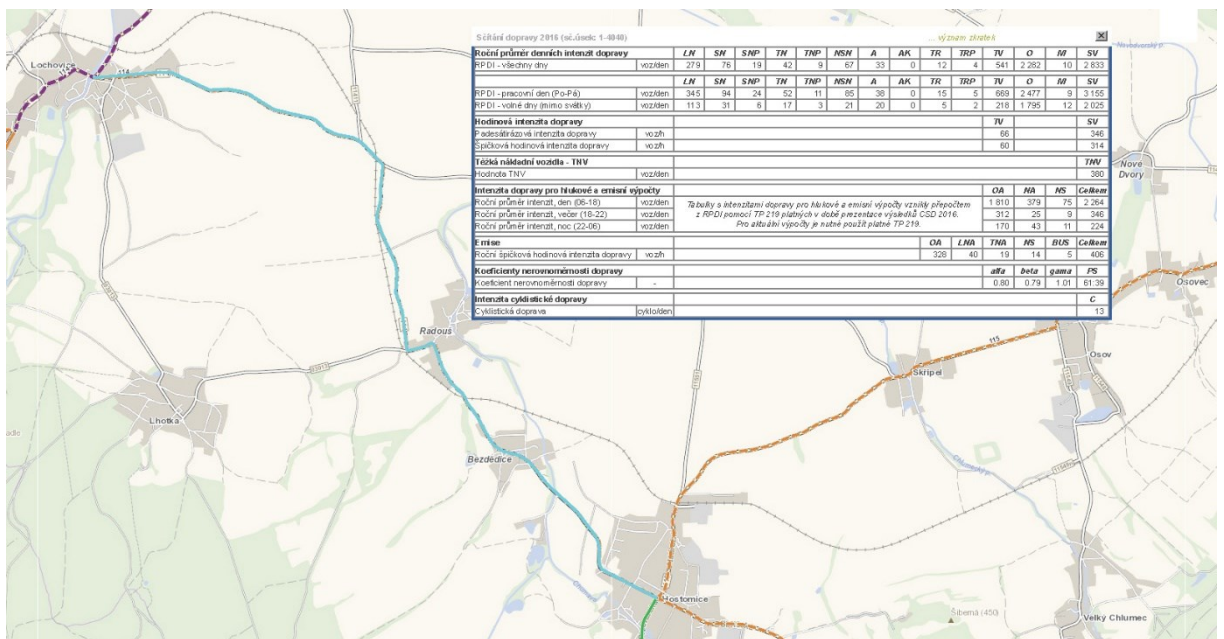 Sčítání dopravy 2016 (sč.úsek: 1-4040) ... význam zkratek X
Roční průměr denních intenzit dopravy LN SN SNP TN TNP NSN A AK TR TRP TV O M SV
RPDI - všechny dny voz/den 279 76 19 42 9 67 33 0 12 4 541 2 282 10 2 833
LN SN SNP TN TNP NSN A AK TR TRP TV O M SV
RPDI - pracovní den (Po-Pá) voz/den 345 94 24 52 11 85 38 0 15 5 669 2 477 9 3 155
RPDI - volné dny (mimo svátky) voz/den 113 31 6 17 3 21 20 0 5 2 218 1 795 12 2 025
Hodinová intenzita dopravy TV SV
Padesátirázová intenzita dopravy voz/h 66 346
Špičková hodinová intenzita dopravy voz/h 60 314
Těžká nákladní vozidla - TNV TNV
Hodnota TNV voz/den 380
Intenzita dopravy pro hlukové a emisní výpočty OA NA NS Celkem
Roční průměr intenzit, den (06-18) voz/den 1 810 379 75 2 264
Roční průměr intenzit, večer (18-22) voz/den 312 25 9 346
Roční průměr intenzit, noc (22-06) voz/den 170 43 11 224
Tabulky s intenzitami dopravy pro hlukové a emisní výpočty vznikly přepočtem
z RPDI pomocí TP 219 platných v době prezentace výsledků CSD 2016.
Pro aktuální výpočty je nutné použít platné TP 219.
Emise OA LNA TNA NS BUS Celkem
Roční špičková hodinová intenzita dopravy voz/h 328 40 19 14 5 406
Koeficienty nerovnoměrnosti dopravy alfa beta gama PS
Koeficient nerovnoměrnosti dopravy - 0.80 0.79 1.01 61:39
Intenzita cyklistické dopravy C
Cyklistická doprava cyklo/den 13
Lochovice
114
Nové
Dvory
Osovec
Radouš
115
Osov
Skřipel
Lhotka
Bezdědice
Hostomice
Šiberná (450)
Velký Chlumec